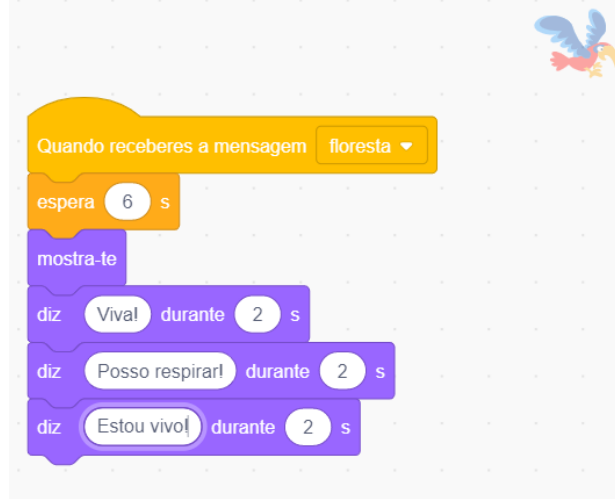 Quando receberes a mensagem floresta
espera 6 s
mostra-te
diz Viva! durante 2 s
diz Posso respirar! durante 2 s
diz Estou vivo! durante 2 s